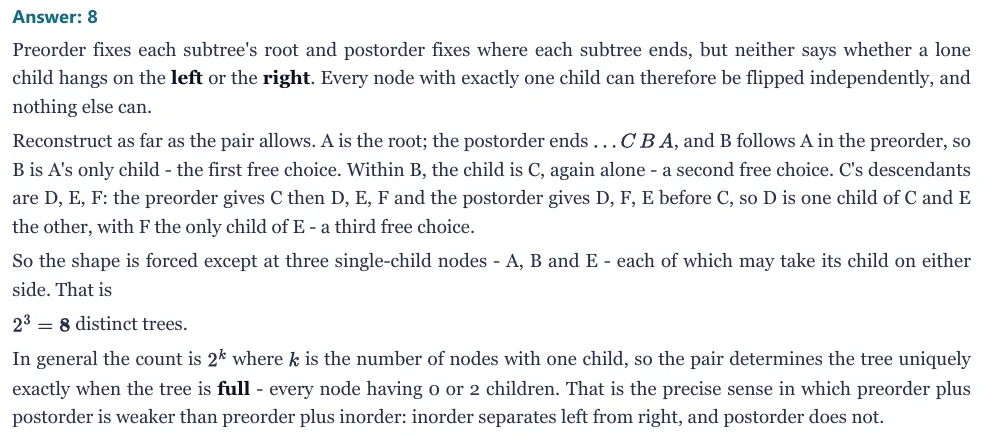 Answer: 8
Preorder fixes each subtree's root and postorder fixes where each subtree ends, but neither says whether a lone
child hangs on the left or the right. Every node with exactly one child can therefore be flipped independently, and
nothing else can.
Reconstruct as far as the pair allows. A is the root; the postorder ends ...C B A, and B follows A in the preorder, so
B is A's only child - the first free choice. Within B, the child is C, again alone - a second free choice. C's descendants
are D, E, F: the preorder gives C then D, E, F and the postorder gives D, F, E before C, so D is one child of C and E
the other, with F the only child of E - a third free choice.
So the shape is forced except at three single-child nodes - A, B and E - each of which may take its child on either
side. That is
2³ = 8 distinct trees.
In general the count is 2ᵏ where k is the number of nodes with one child, so the pair determines the tree uniquely
exactly when the tree is full - every node having 0 or 2 children. That is the precise sense in which preorder plus
postorder is weaker than preorder plus inorder: inorder separates left from right, and postorder does not.